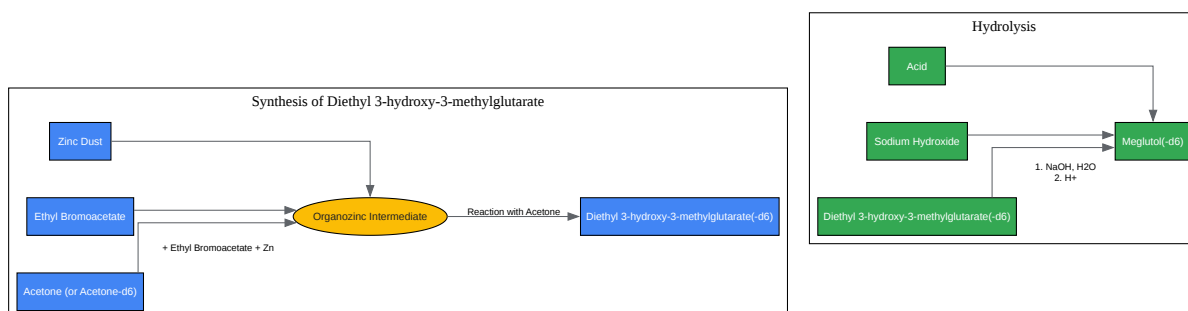 Synthesis of Diethyl 3-hydroxy-3-methylglutarate
Zinc Dust
Ethyl Bromoacetate
Organozinc Intermediate
Reaction with Acetone
Diethyl 3-hydroxy-3-methylglutarate(-d6)
+ Ethyl Bromoacetate + Zn
Acetone (or Acetone-d6)
Hydrolysis
Acid
Sodium Hydroxide
Meglutol(-d6)
1. NaOH, H2O
2. H+
Diethyl 3-hydroxy-3-methylglutarate(-d6)